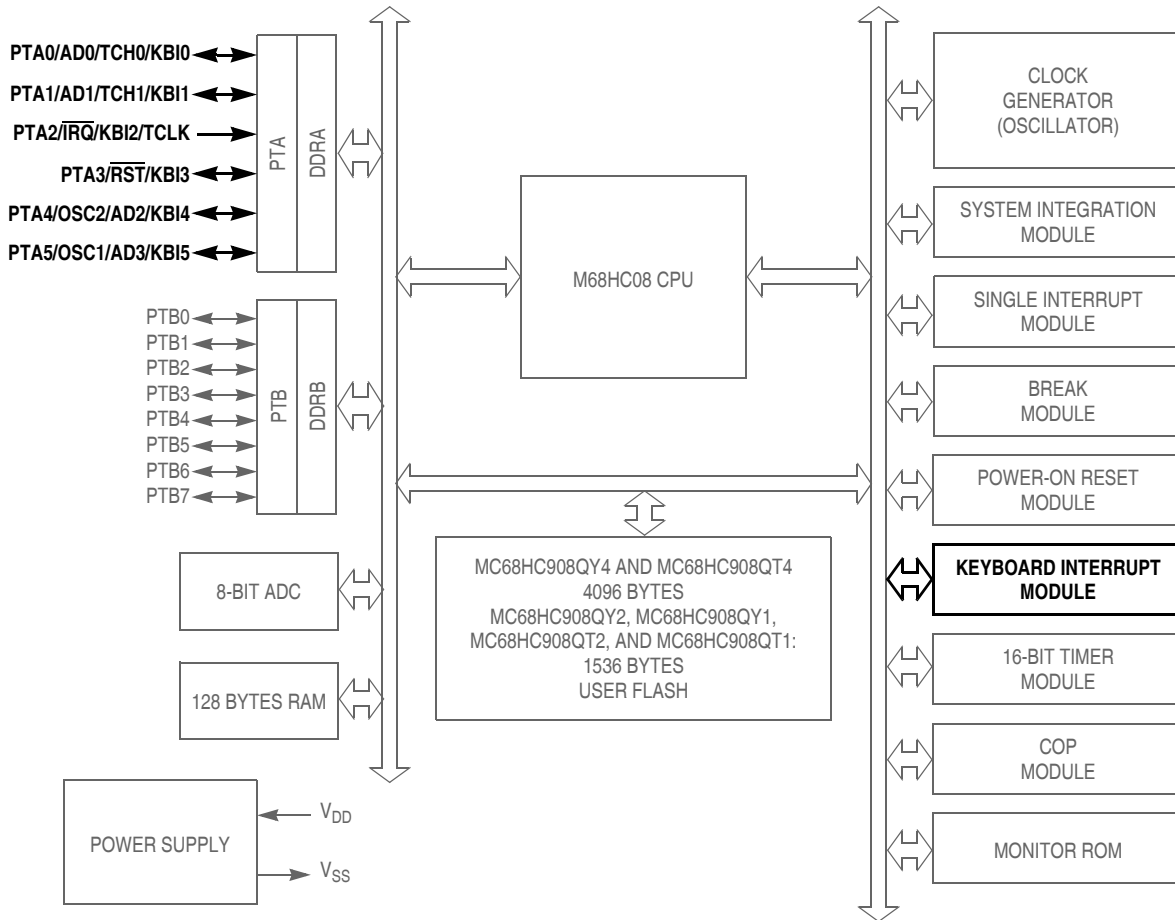 PTA0/AD0/TCH0/KBI0
PTA1/AD1/TCH1/KBI1
PTA2/IRQ/KBI2/TCLK
PTA3/RST/KBI3
PTA4/OSC2/AD2/KBI4
PTA5/OSC1/AD3/KBI5
PTA
DDRA
PTB0
PTB1
PTB2
PTB3
PTB4
PTB5
PTB6
PTB7
PTB
DDRB
8-BIT ADC
128 BYTES RAM
POWER SUPPLY
VDD
VSS
M68HC08 CPU
MC68HC908QY4 AND MC68HC908QT4
4096 BYTES
MC68HC908QY2, MC68HC908QY1,
MC68HC908QT2, AND MC68HC908QT1:
1536 BYTES
USER FLASH
CLOCK
GENERATOR
(OSCILLATOR)
SYSTEM INTEGRATION
MODULE
SINGLE INTERRUPT
MODULE
BREAK
MODULE
POWER-ON RESET
MODULE
KEYBOARD INTERRUPT
MODULE
16-BIT TIMER
MODULE
COP
MODULE
MONITOR ROM